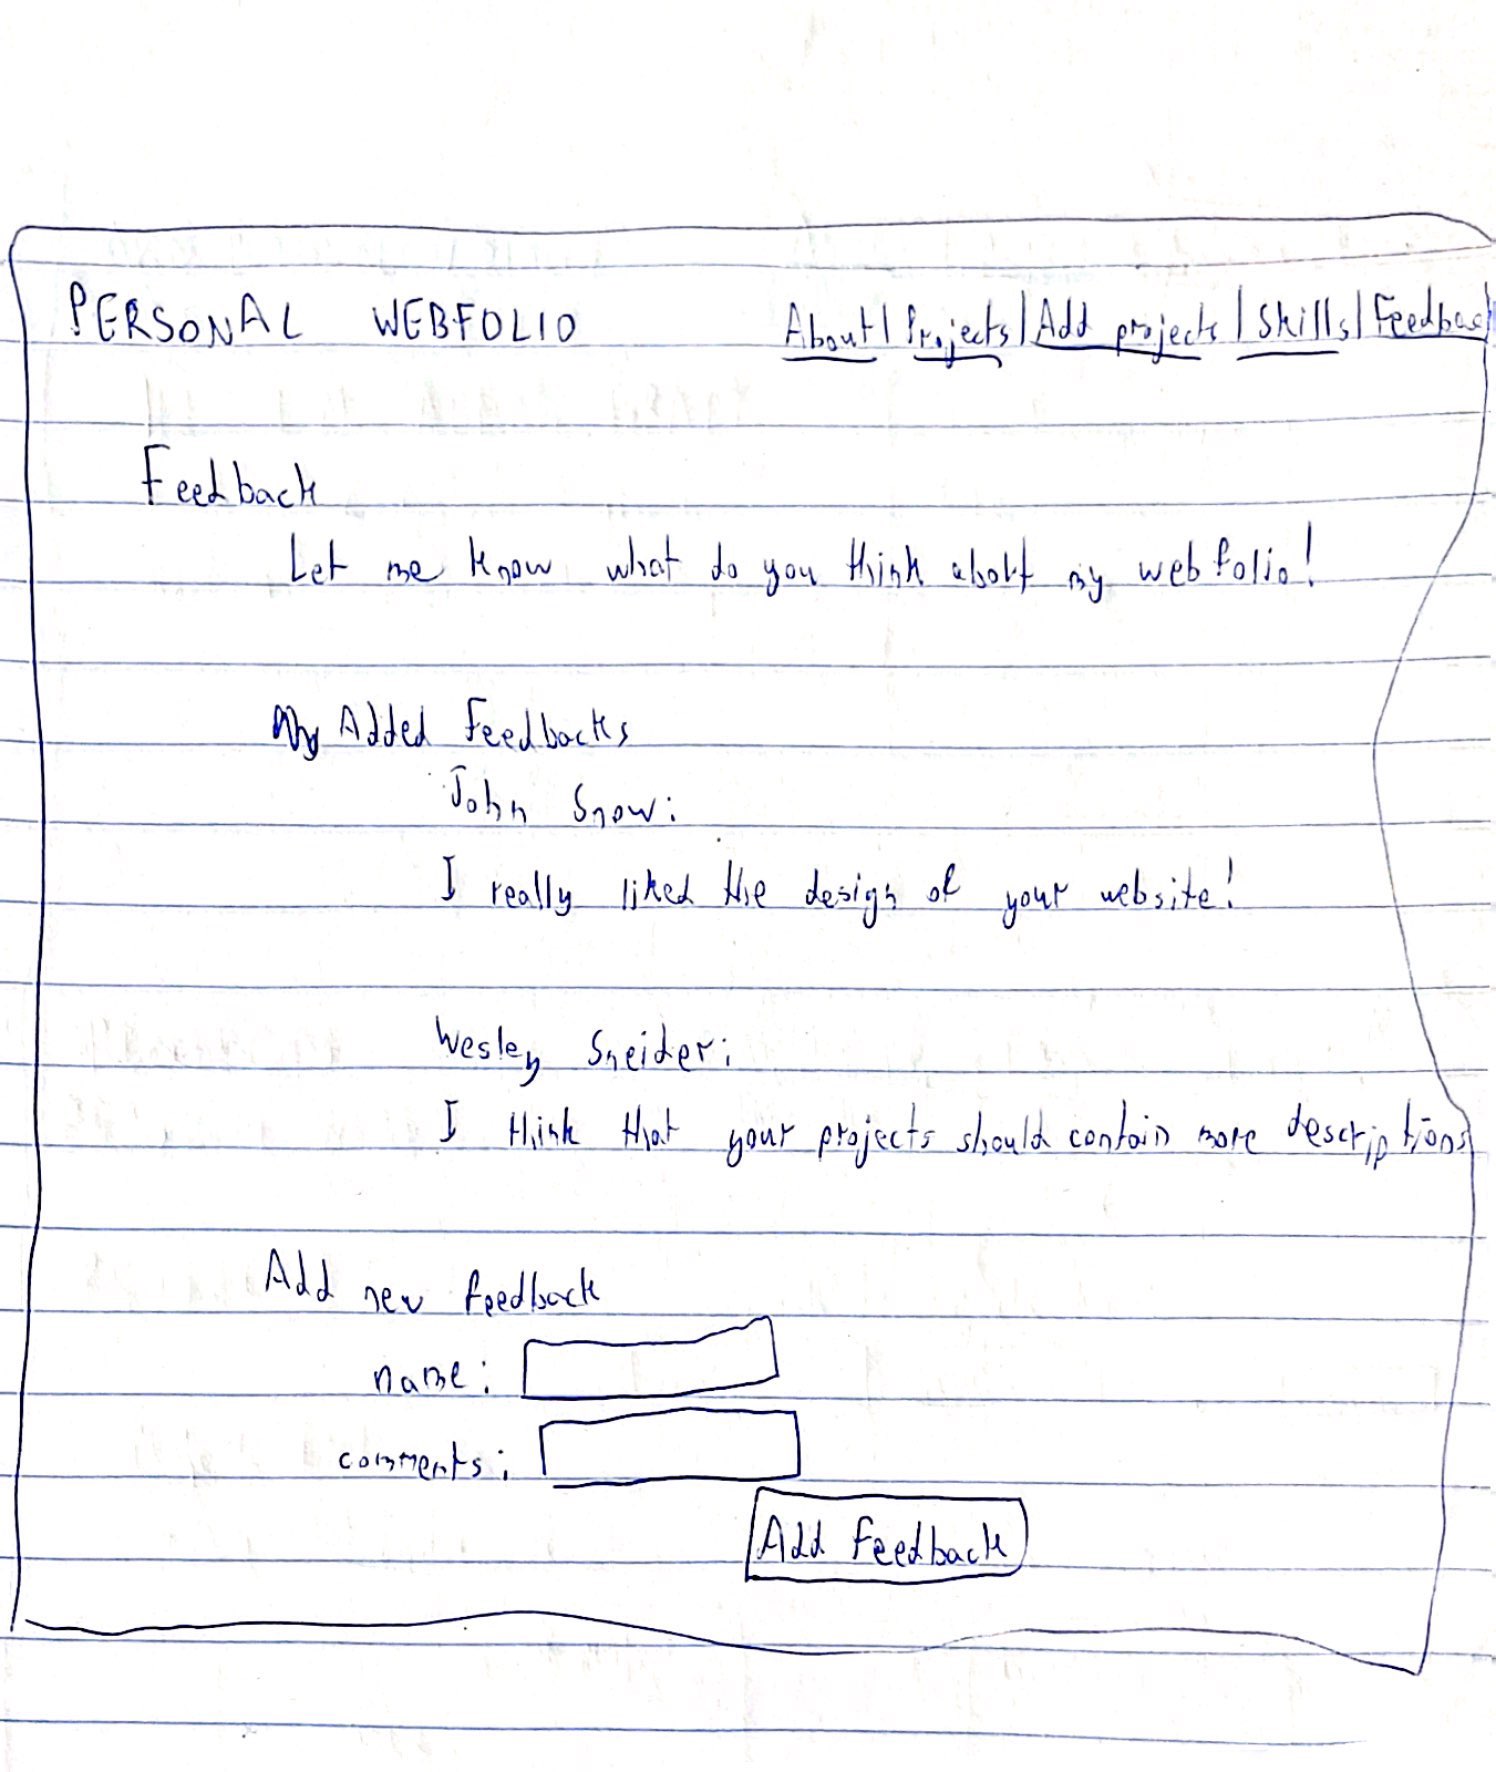 PERSONAL WEBFOLIO About | Projects | Add projects | Skills | Feedback
Feedback
Let me know what do you think about my webfolio!
My Added Feedbacks
John Snow:
I really liked the design of your website!
Wesley Sneider:
I think that your projects should contain more descriptions
Add new feedback
name:
comments:
Add Feedback